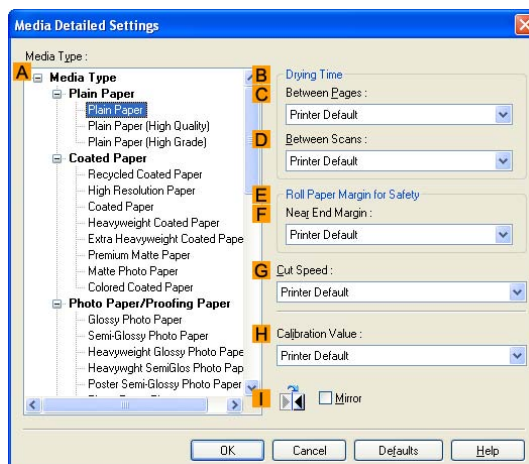 Media Detailed Settings
Media Type :
A
Media Type
Plain Paper
Plain Paper
Plain Paper (High Quality)
Plain Paper (High Grade)
Coated Paper
Recycled Coated Paper
High Resolution Paper
Coated Paper
Heavyweight Coated Paper
Extra Heavyweight Coated Pape
Premium Matte Paper
Matte Photo Paper
Colored Coated Paper
Photo Paper/Proofing Paper
Glossy Photo Paper
Semi-Glossy Photo Paper
Heavyweight Glossy Photo Pape
Heavywght SemiGlos Photo Pap
Poster Semi-Glossy Photo Paper
B Drying Time
C Between Pages :
Printer Default
D Between Scans :
Printer Default
E Roll Paper Margin for Safety
F Near End Margin :
Printer Default
G Cut Speed :
Printer Default
H Calibration Value :
Printer Default
I Mirror
OK Cancel Defaults Help